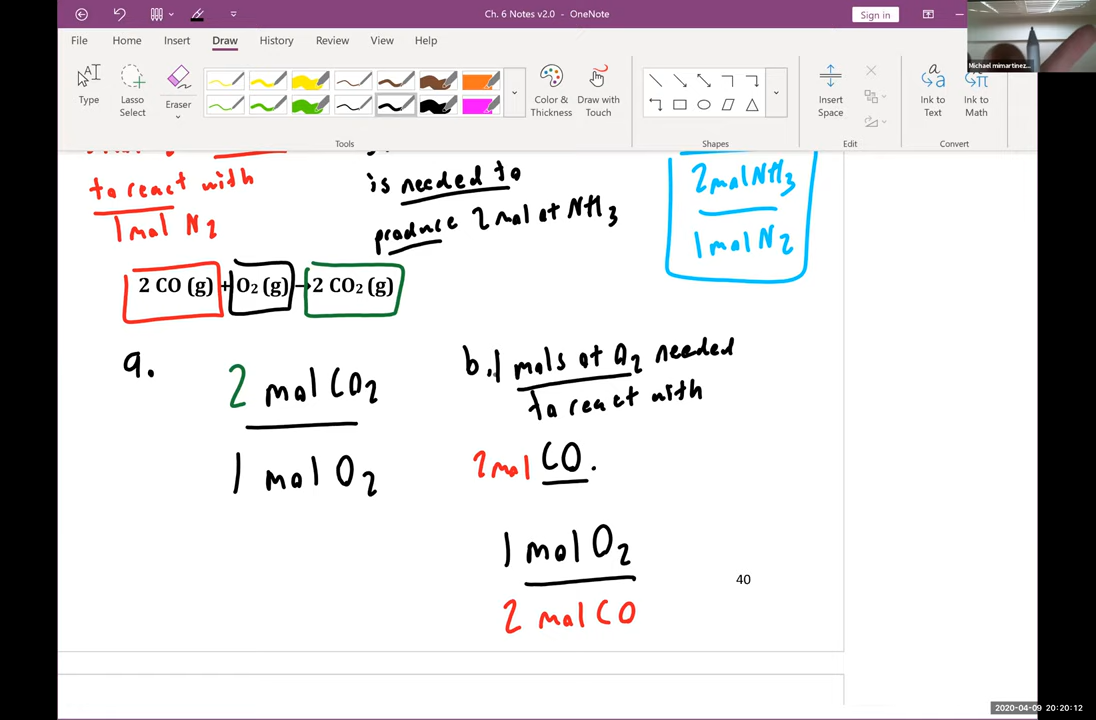 Ch. 6 Notes v2.0 - OneNote
Sign in
Michael mimartinez...
File Home Insert Draw History Review View Help
Type
Lasso Select
Eraser
Color & Thickness
Draw with Touch
Insert Space
Ink to Text
Ink to Math
Tools
Shapes
Edit
Convert
to react with
1 mol N2
is needed to
produce 2 mol of NH3
2 mol NH3
1 mol N2
2 CO (g) + O2 (g) → 2 CO2 (g)
a.
2 mol CO2
1 mol O2
b. 1 mols of O2 needed
to react with
2 mol CO.
1 mol O2
2 mol CO
40
2020-04-09 20:20:12